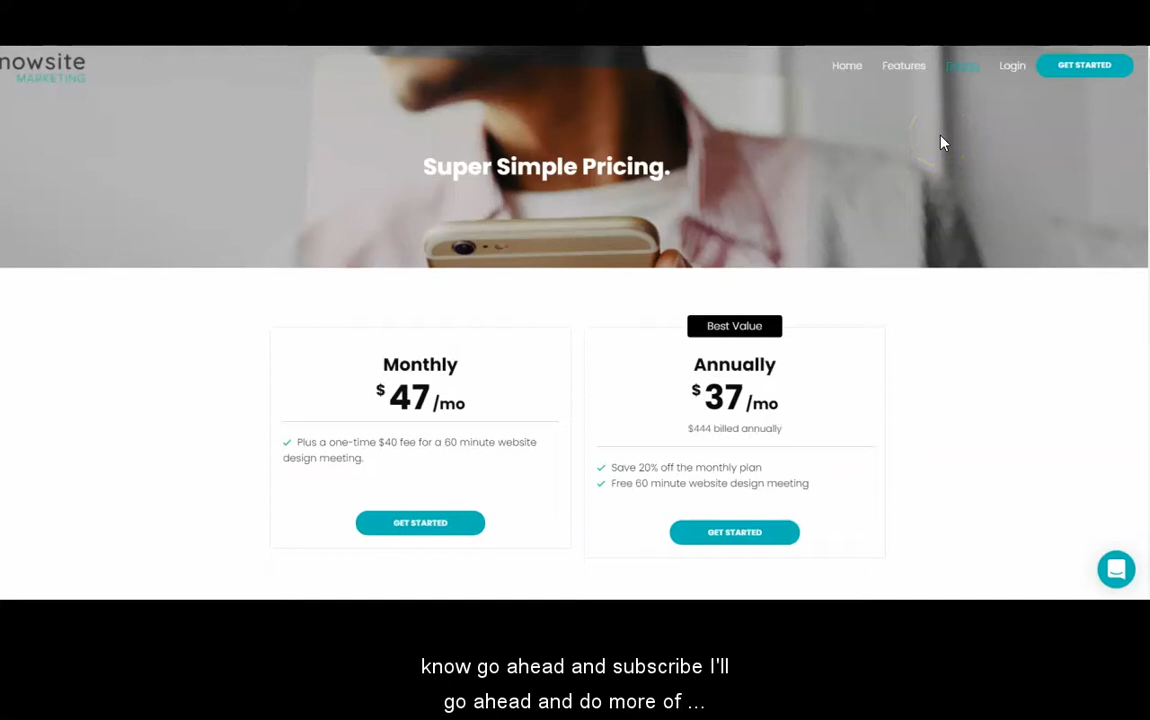 nowsite
MARKETING
Home Features Pricing Login GET STARTED
Super Simple Pricing.
Best Value
Monthly
$ 47 /mo
Plus a one-time $40 fee for a 60 minute website
design meeting.
GET STARTED
Annually
$ 37 /mo
$444 billed annually
Save 20% off the monthly plan
Free 60 minute website design meeting
GET STARTED
know go ahead and subscribe I'll
go ahead and do more of ...